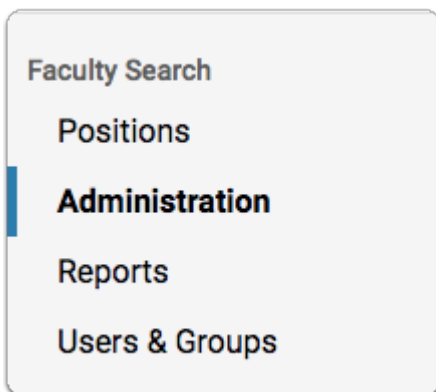 Faculty Search
Positions
Administration
Reports
Users & Groups